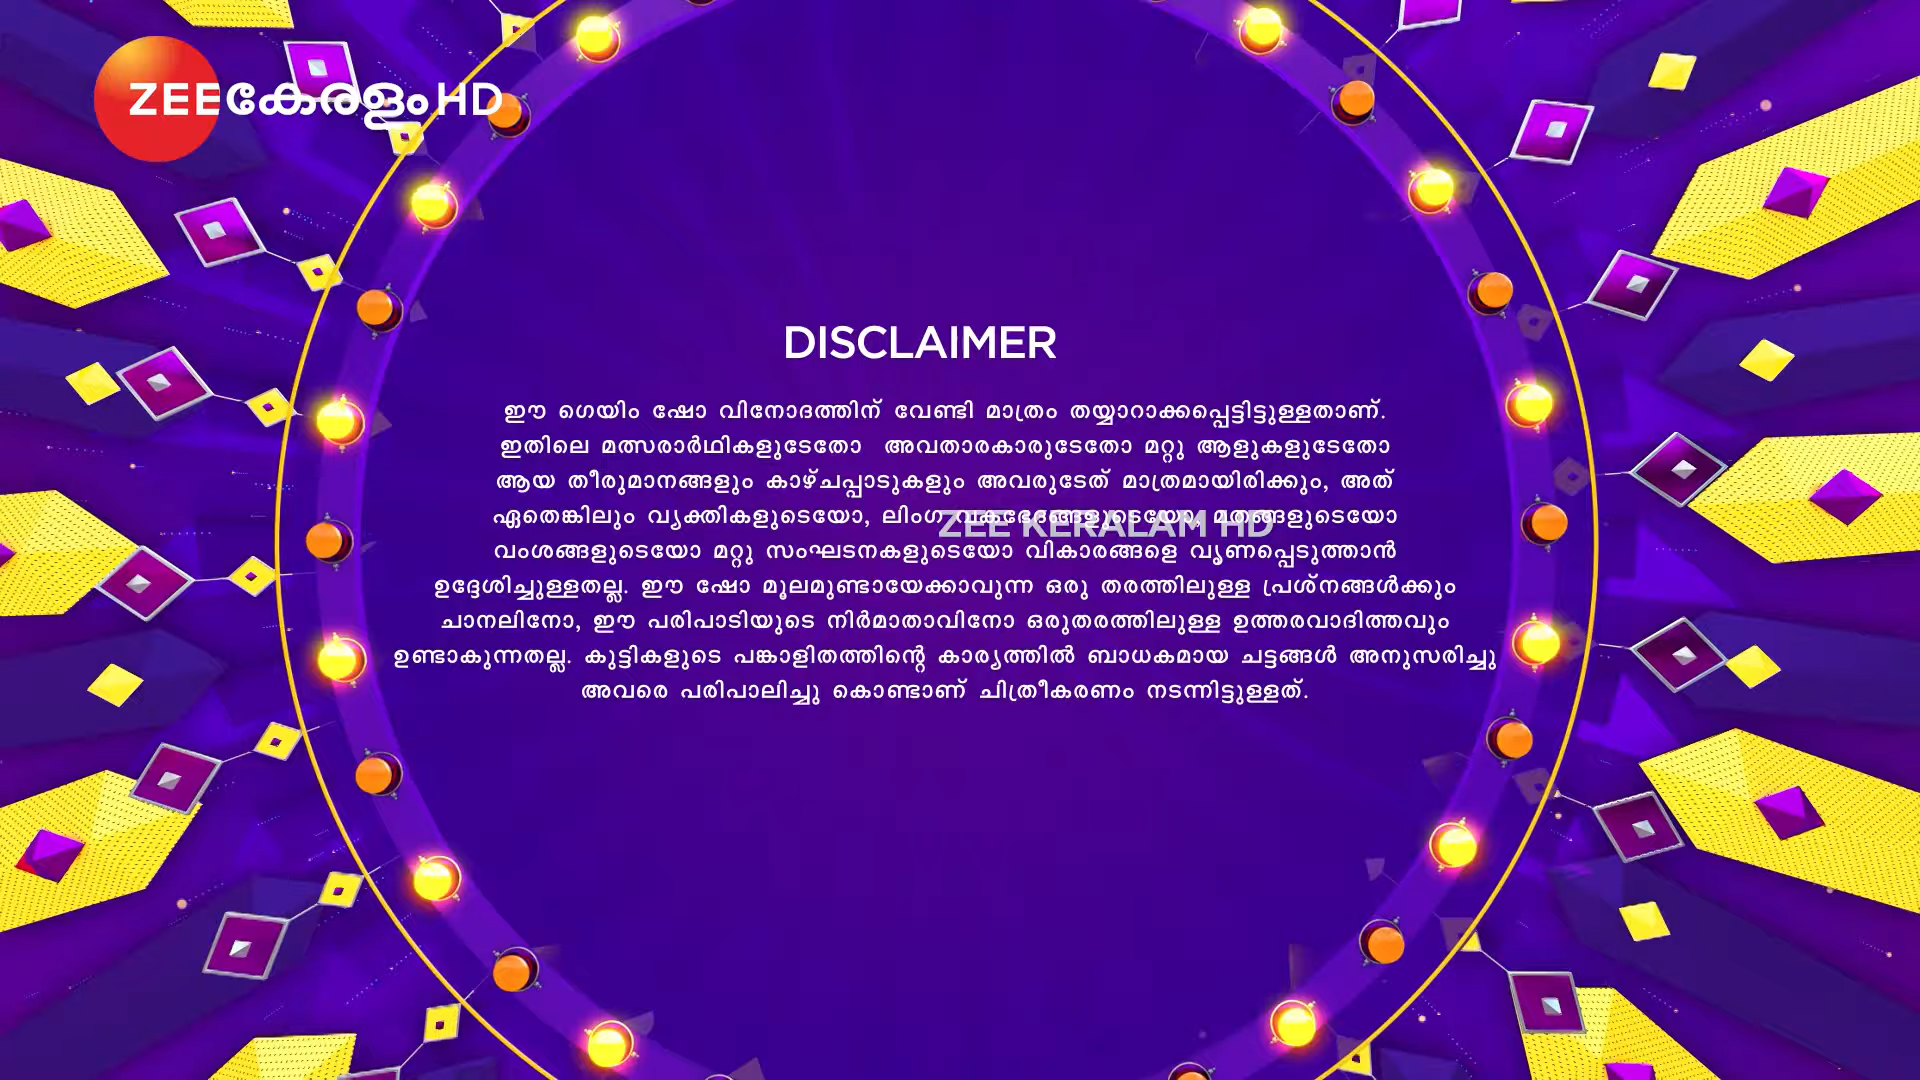 ZEEകേരളംHD
DISCLAIMER
ഈ ഗെയിം ഷോ വിനോദത്തിന് വേണ്ടി മാത്രം തയ്യാറാക്കപ്പെട്ടിട്ടുള്ളതാണ്.
ഇതിലെ മത്സരാർഥികളുടേതോ അവതാരകാരുടേതോ മറ്റു ആളുകളുടേതോ
ആയ തീരുമാനങ്ങളും കാഴ്ചപ്പാടുകളും അവരുടേത് മാത്രമായിരിക്കും, അത്
ഏതെങ്കിലും വ്യക്തികളുടെയോ, ലിംഗ മതങ്ങളുടെയോ
ZEE KERALAM HD
വംശങ്ങളുടെയോ മറ്റു സംഘടനകളുടെയോ വികാരങ്ങളെ വൃണപ്പെടുത്താൻ
ഉദ്ദേശിച്ചുള്ളതല്ല. ഈ ഷോ മൂലമുണ്ടായേക്കാവുന്ന ഒരു തരത്തിലുള്ള പ്രശ്നങ്ങൾക്കും
ചാനലിനോ, ഈ പരിപാടിയുടെ നിർമാതാവിനോ ഒരുതരത്തിലുള്ള ഉത്തരവാദിത്തവും
ഉണ്ടാകുന്നതല്ല. കുട്ടികളുടെ പങ്കാളിതത്തിന്റെ കാര്യത്തിൽ ബാധകമായ ചട്ടങ്ങൾ അനുസരിച്ചു
അവരെ പരിപാലിച്ചു കൊണ്ടാണ് ചിത്രീകരണം നടന്നിട്ടുള്ളത്.